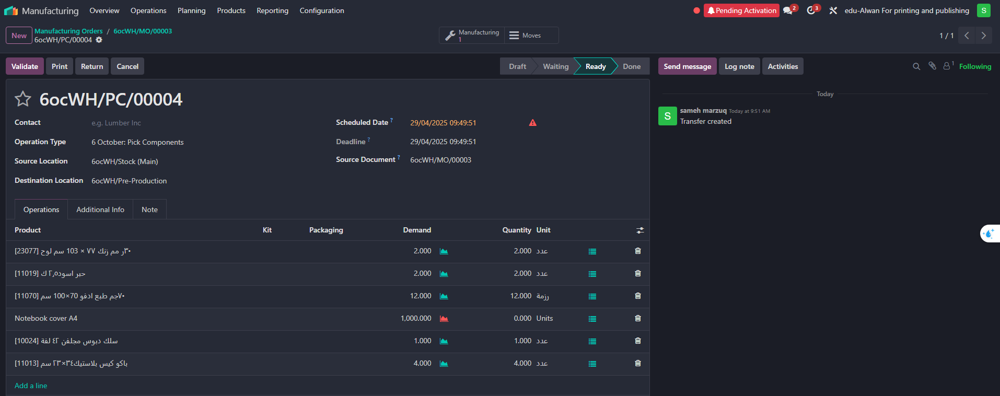 Manufacturing Overview Operations Planning Products Reporting Configuration Pending Activation 2 3 edu-Alwan For printing and publishing S
New Manufacturing Orders / 6ocWH/MO/00003
6ocWH/PC/00004
Manufacturing 1 Moves
1 / 1
Validate Print Return Cancel Draft Waiting Ready Done Send message Log note Activities 1 Following
6ocWH/PC/00004
Today
S sameh marzuq Today at 9:51 AM
Transfer created
Contact e.g. Lumber Inc Scheduled Date ? 29/04/2025 09:49:51
Operation Type 6 October: Pick Components Deadline ? 29/04/2025 09:49:51
Source Location 6ocWH/Stock (Main) Source Document ? 6ocWH/MO/00003
Destination Location 6ocWH/Pre-Production
Operations Additional Info Note
Product Kit Packaging Demand Quantity Unit
[23077] ٣٠ر مم زنك ٧٧ × 103 سم لوح 2.000 2.000 عدد
[11019] حبر اسود٢٫٥ ك 2.000 2.000 عدد
[11070] ٧٠جم طبع ادفو 70×100 سم 12.000 12.000 رزمة
Notebook cover A4 1,000.000 0.000 Units
[10024] سلك دبوس مجلفن ٤٢ لفة 1.000 1.000 عدد
[11013] باكو كيس بلاستيك٣٤×٢٣ سم 4.000 4.000 عدد
Add a line